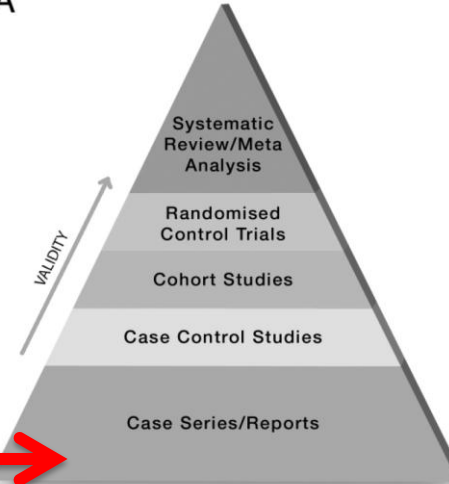 A
Systematic
Review/Meta
Analysis
Randomised
Control Trials
Cohort Studies
Case Control Studies
Case Series/Reports
VALIDITY